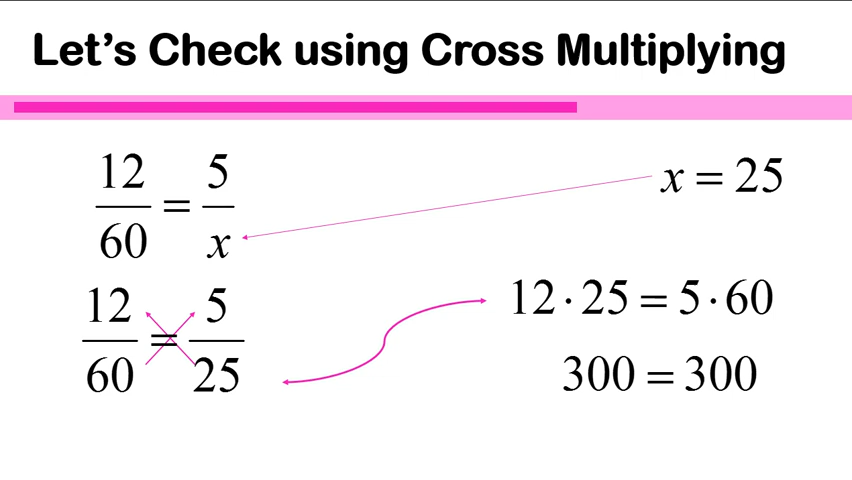 Let's Check using Cross Multiplying
12/60 = 5/x
x = 25
12/60 = 5/25
12 · 25 = 5 · 60
300 = 300